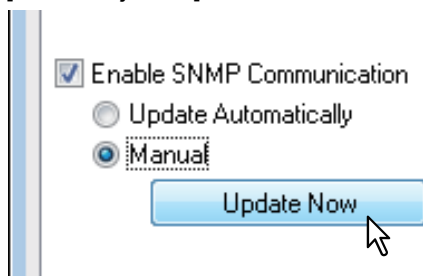 Enable SNMP Communication
Update Automatically
Manual
Update Now